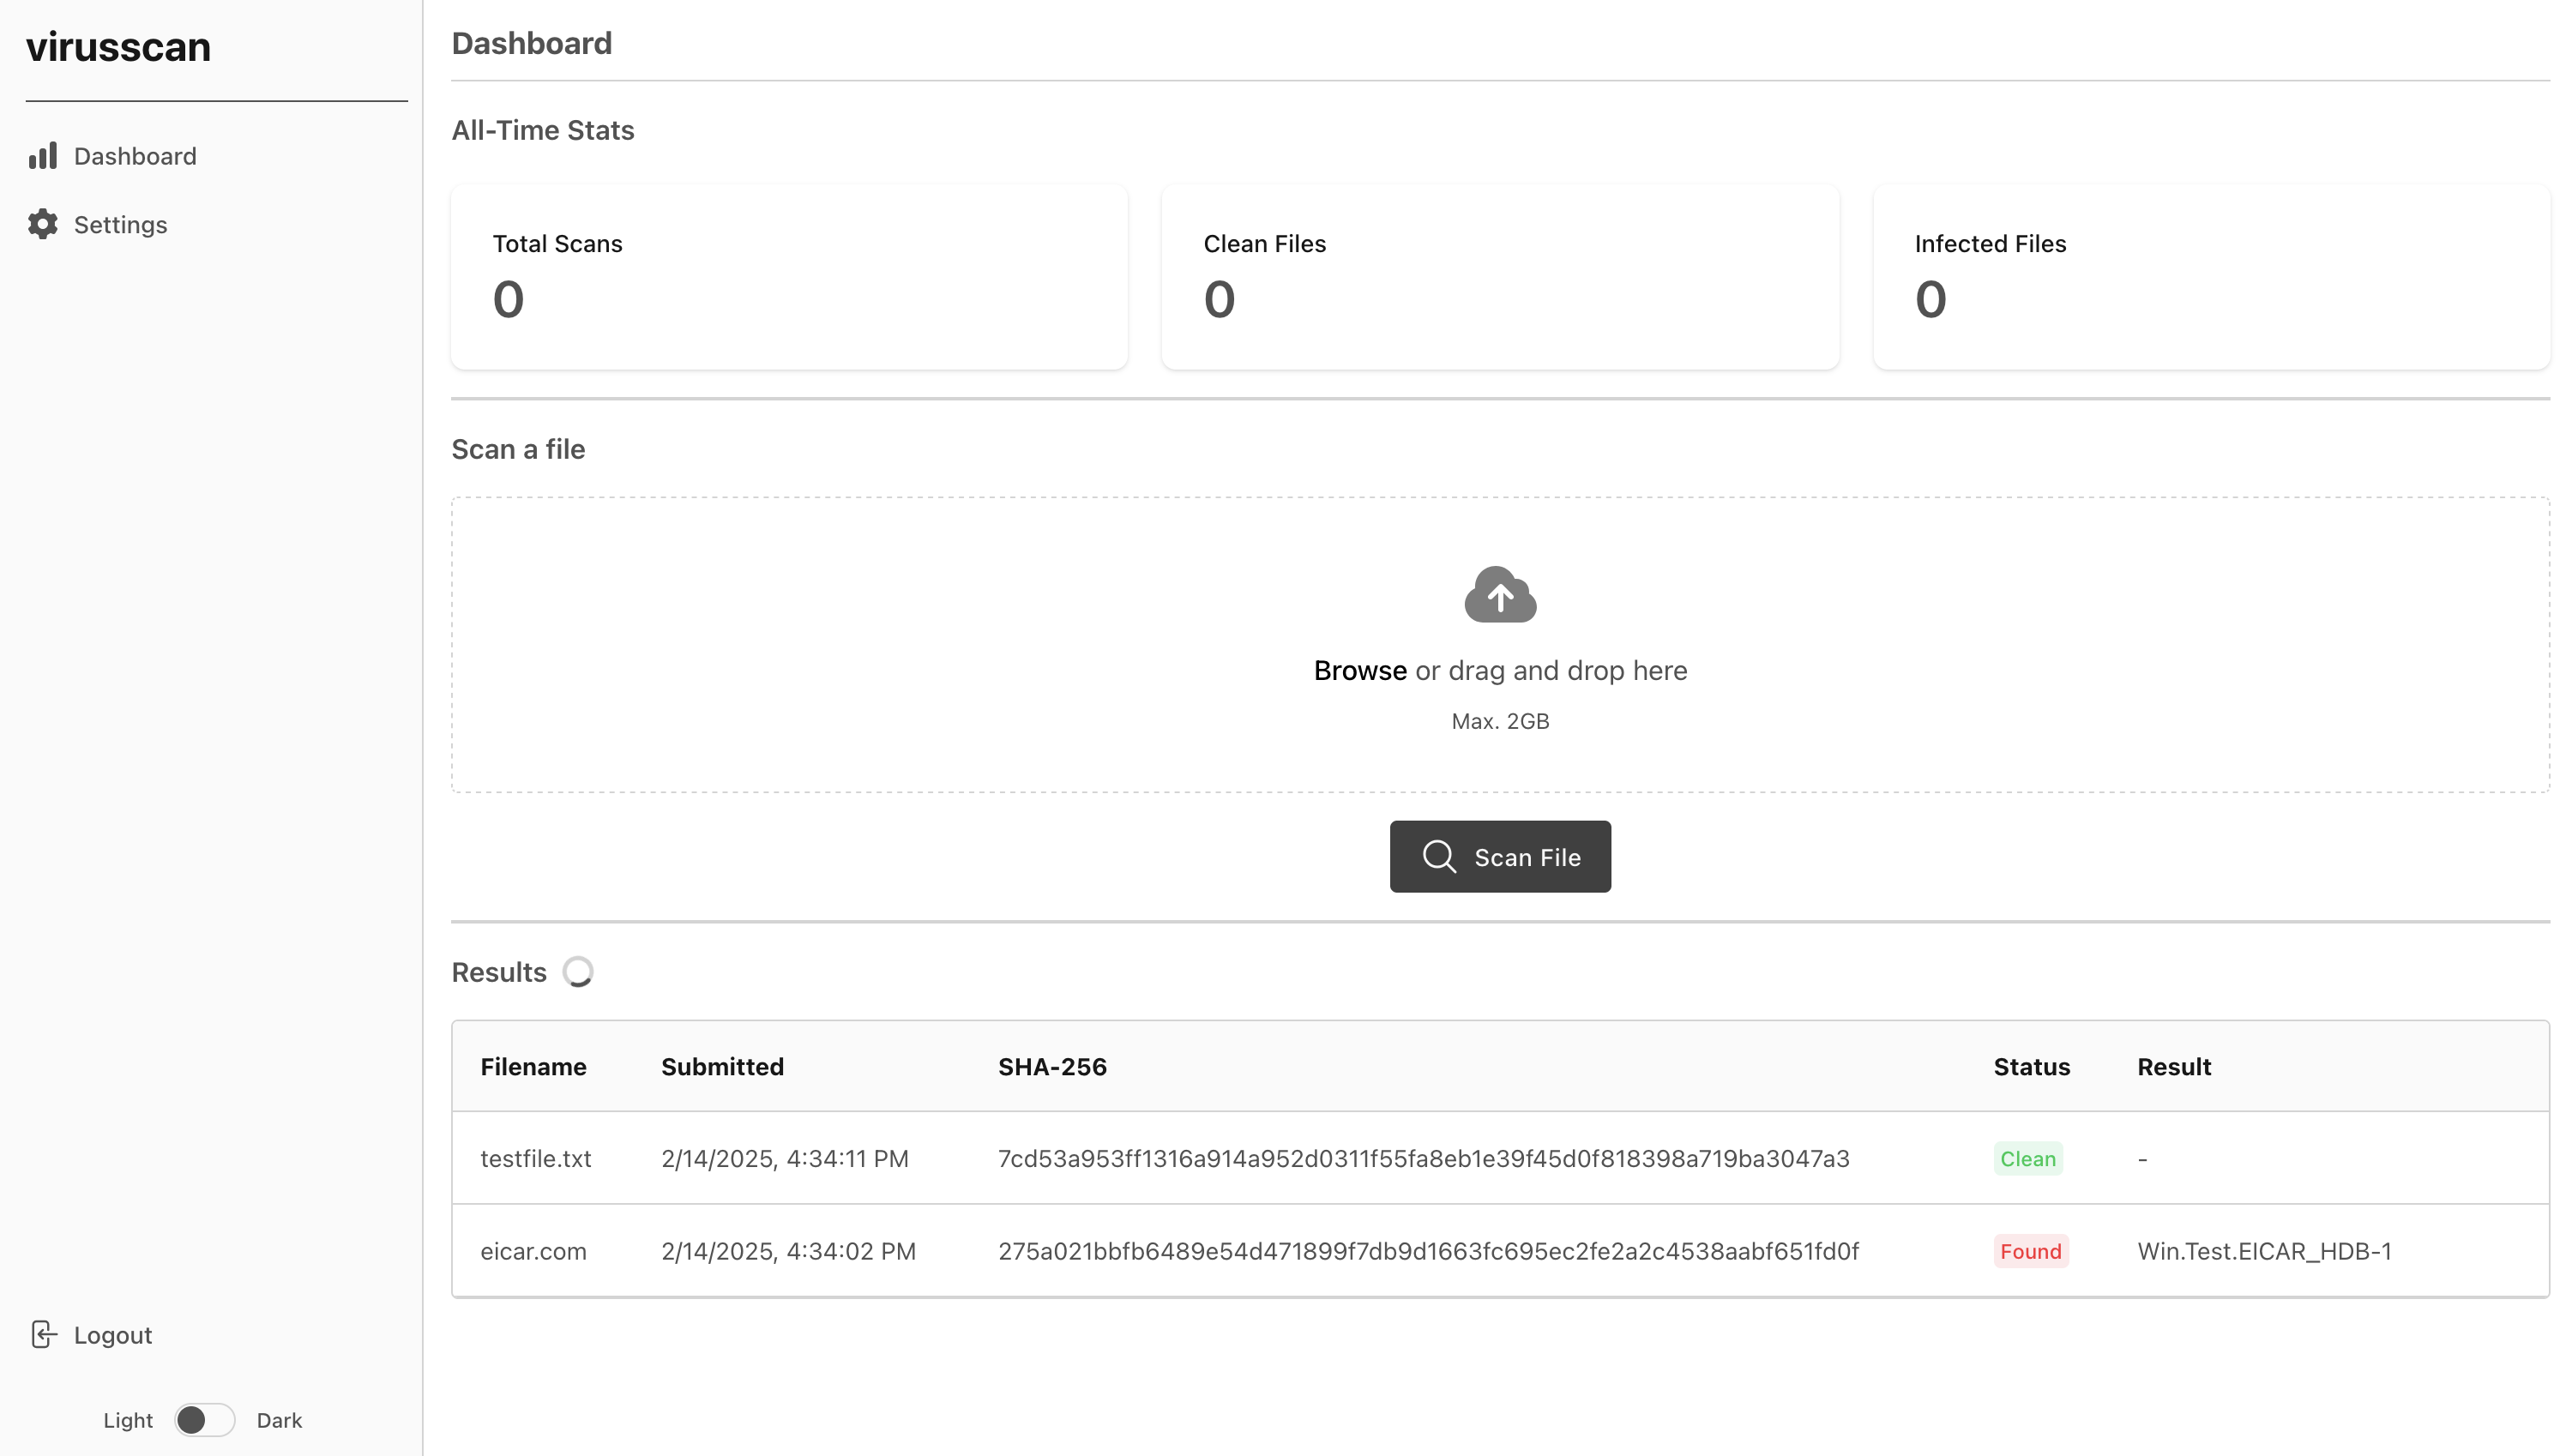 virusscan
Dashboard
Settings
Logout
Light Dark
Dashboard
All-Time Stats
Total Scans
0
Clean Files
0
Infected Files
0
Scan a file
Browse or drag and drop here
Max. 2GB
Scan File
Results
Filename Submitted SHA-256 Status Result
testfile.txt 2/14/2025, 4:34:11 PM 7cd53a953ff1316a914a952d0311f55fa8eb1e39f45d0f818398a719ba3047a3 Clean -
eicar.com 2/14/2025, 4:34:02 PM 275a021bbfb6489e54d471899f7db9d1663fc695ec2fe2a2c4538aabf651fd0f Found Win.Test.EICAR_HDB-1